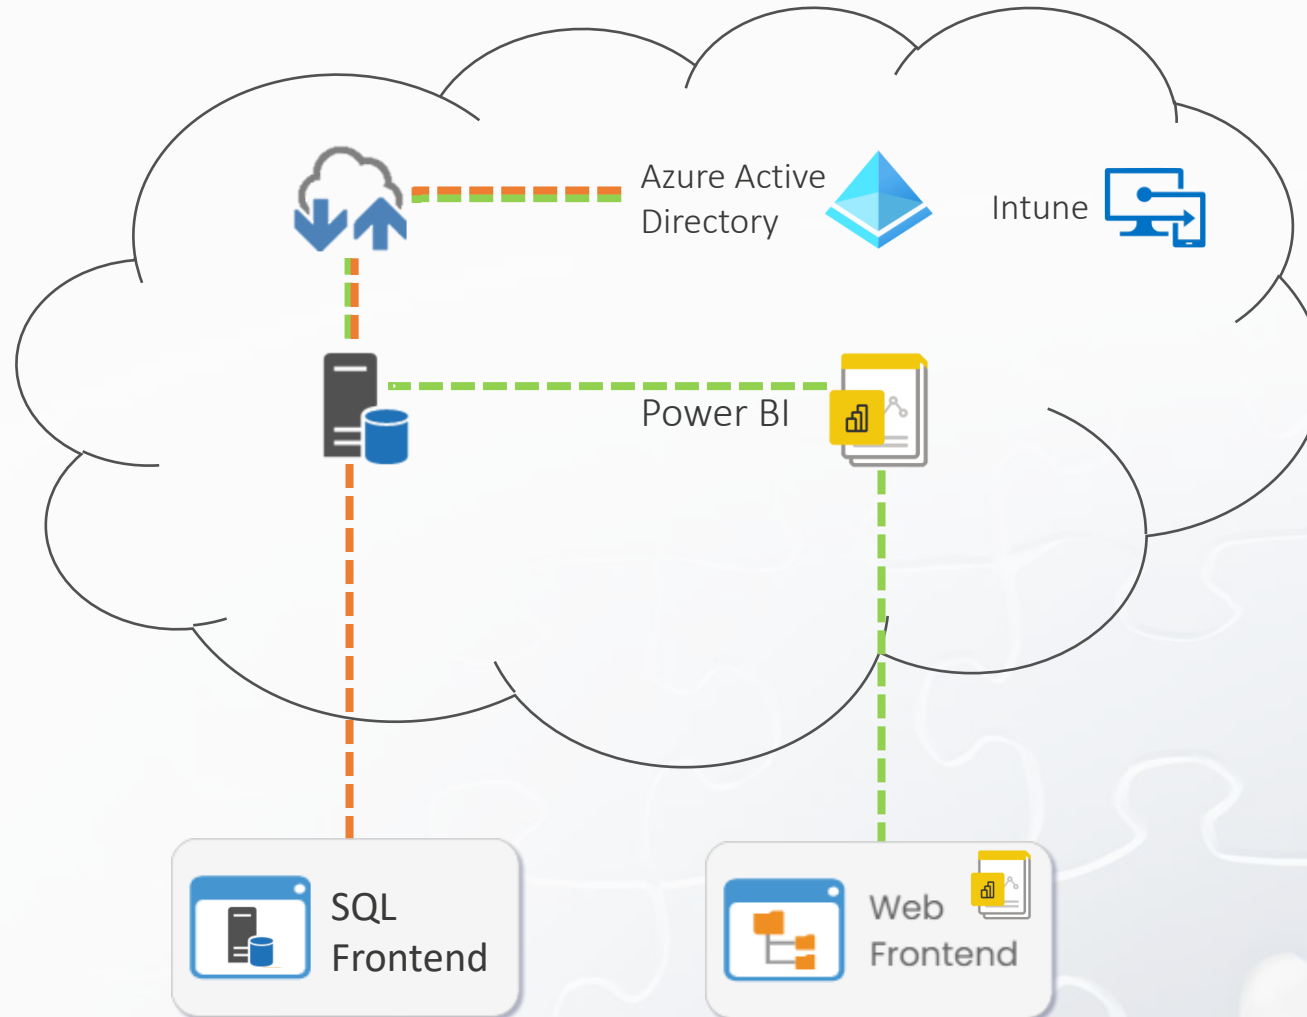 Azure Active
Directory
Intune
Power BI
SQL
Frontend
Web
Frontend